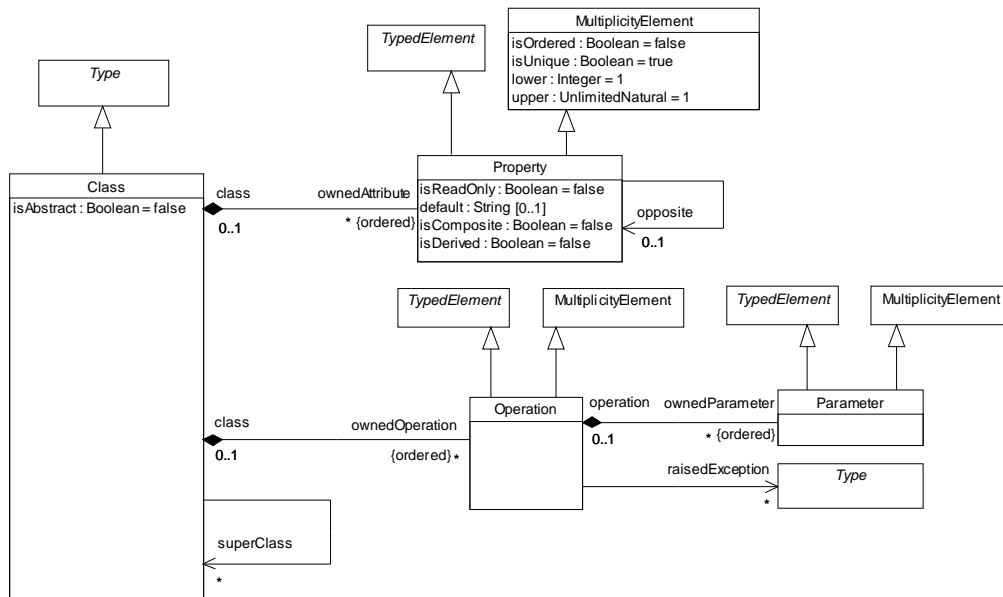 MultiplicityElement
isOrdered : Boolean = false
isUnique : Boolean = true
lower : Integer = 1
upper : UnlimitedNatural = 1
TypedElement
Type
Class
isAbstract : Boolean = false
class
0..1
ownedAttribute
* {ordered}
Property
isReadOnly : Boolean = false
default : String [0..1]
isComposite : Boolean = false
isDerived : Boolean = false
opposite
0..1
TypedElement
MultiplicityElement
TypedElement
MultiplicityElement
class
0..1
ownedOperation
{ordered} *
Operation
operation
0..1
ownedParameter
* {ordered}
Parameter
raisedException
*
Type
superClass
*